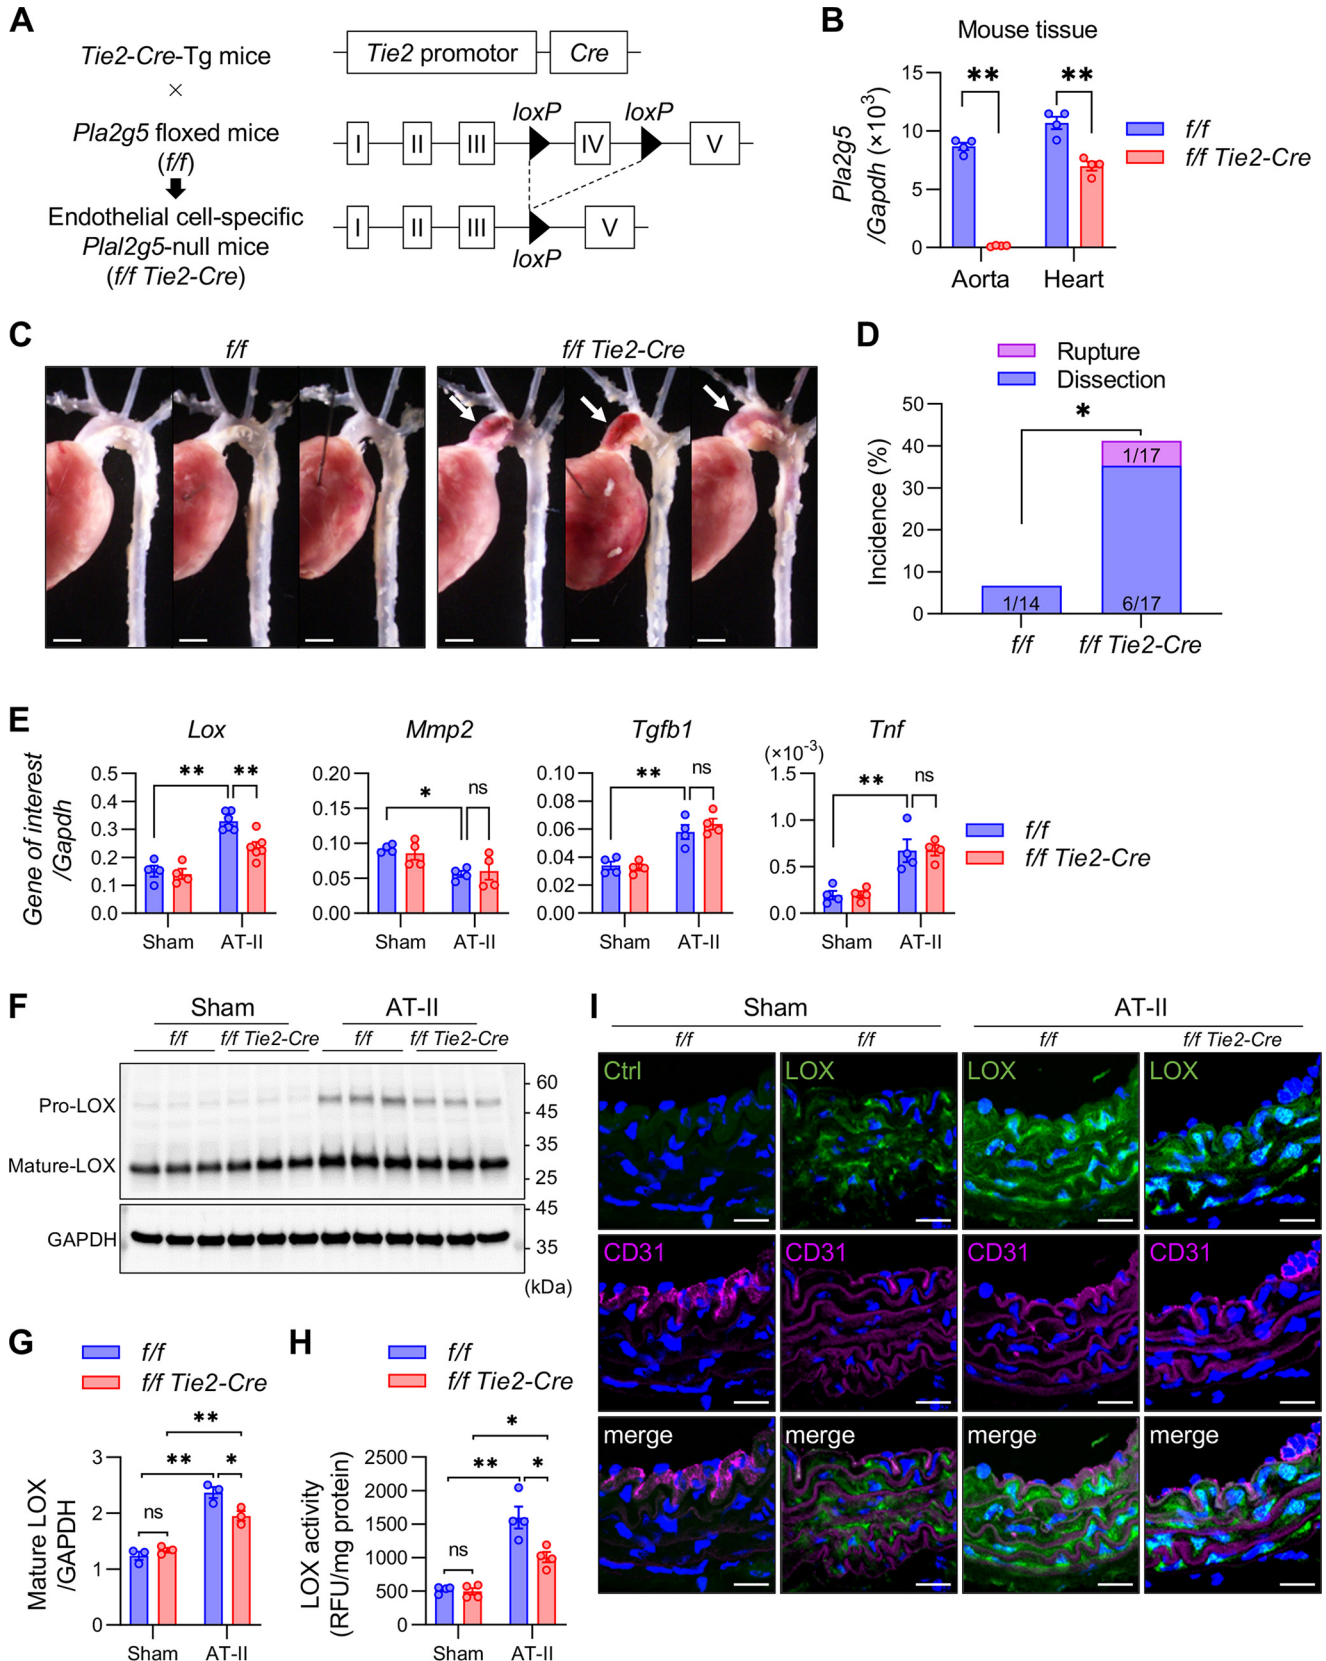 A
Tie2-Cre-Tg mice
×
Pla2g5 floxed mice
(f/f)
Endothelial cell-specific
Plal2g5-null mice
(f/f Tie2-Cre)
Tie2 promotor
Cre
loxP loxP
I II III IV V
I II III V
loxP
B
Mouse tissue
Pla2g5
/Gapdh (×10³)
15
10
5
0
** **
Aorta Heart
f/f
f/f Tie2-Cre
C
f/f
f/f Tie2-Cre
D
Rupture
Dissection
Incidence (%)
50
40
30
20
10
0
*
1/17
1/14 6/17
f/f f/f Tie2-Cre
E
Gene of interest
/Gapdh
Lox
0.5
0.4
0.3
0.2
0.1
0.0
** **
Sham AT-II
Mmp2
0.20
0.15
0.10
0.05
0.00
* ns
Sham AT-II
Tgfb1
0.10
0.08
0.06
0.04
0.02
0.00
** ns
Sham AT-II
Tnf
(×10⁻³)
1.5
1.0
0.5
0.0
** ns
Sham AT-II
f/f
f/f Tie2-Cre
F
Sham AT-II
f/f f/f Tie2-Cre f/f f/f Tie2-Cre
Pro-LOX
Mature-LOX
GAPDH
60
45
35
25
45
35
(kDa)
G
f/f
f/f Tie2-Cre
Mature LOX
/GAPDH
3
2
1
0
**
** *
ns
Sham AT-II
H
f/f
f/f Tie2-Cre
LOX activity
(RFU/mg protein)
2500
2000
1500
1000
500
0
*
** *
ns
Sham AT-II
I
Sham AT-II
f/f f/f f/f f/f Tie2-Cre
Ctrl LOX LOX LOX
CD31 CD31 CD31 CD31
merge merge merge merge